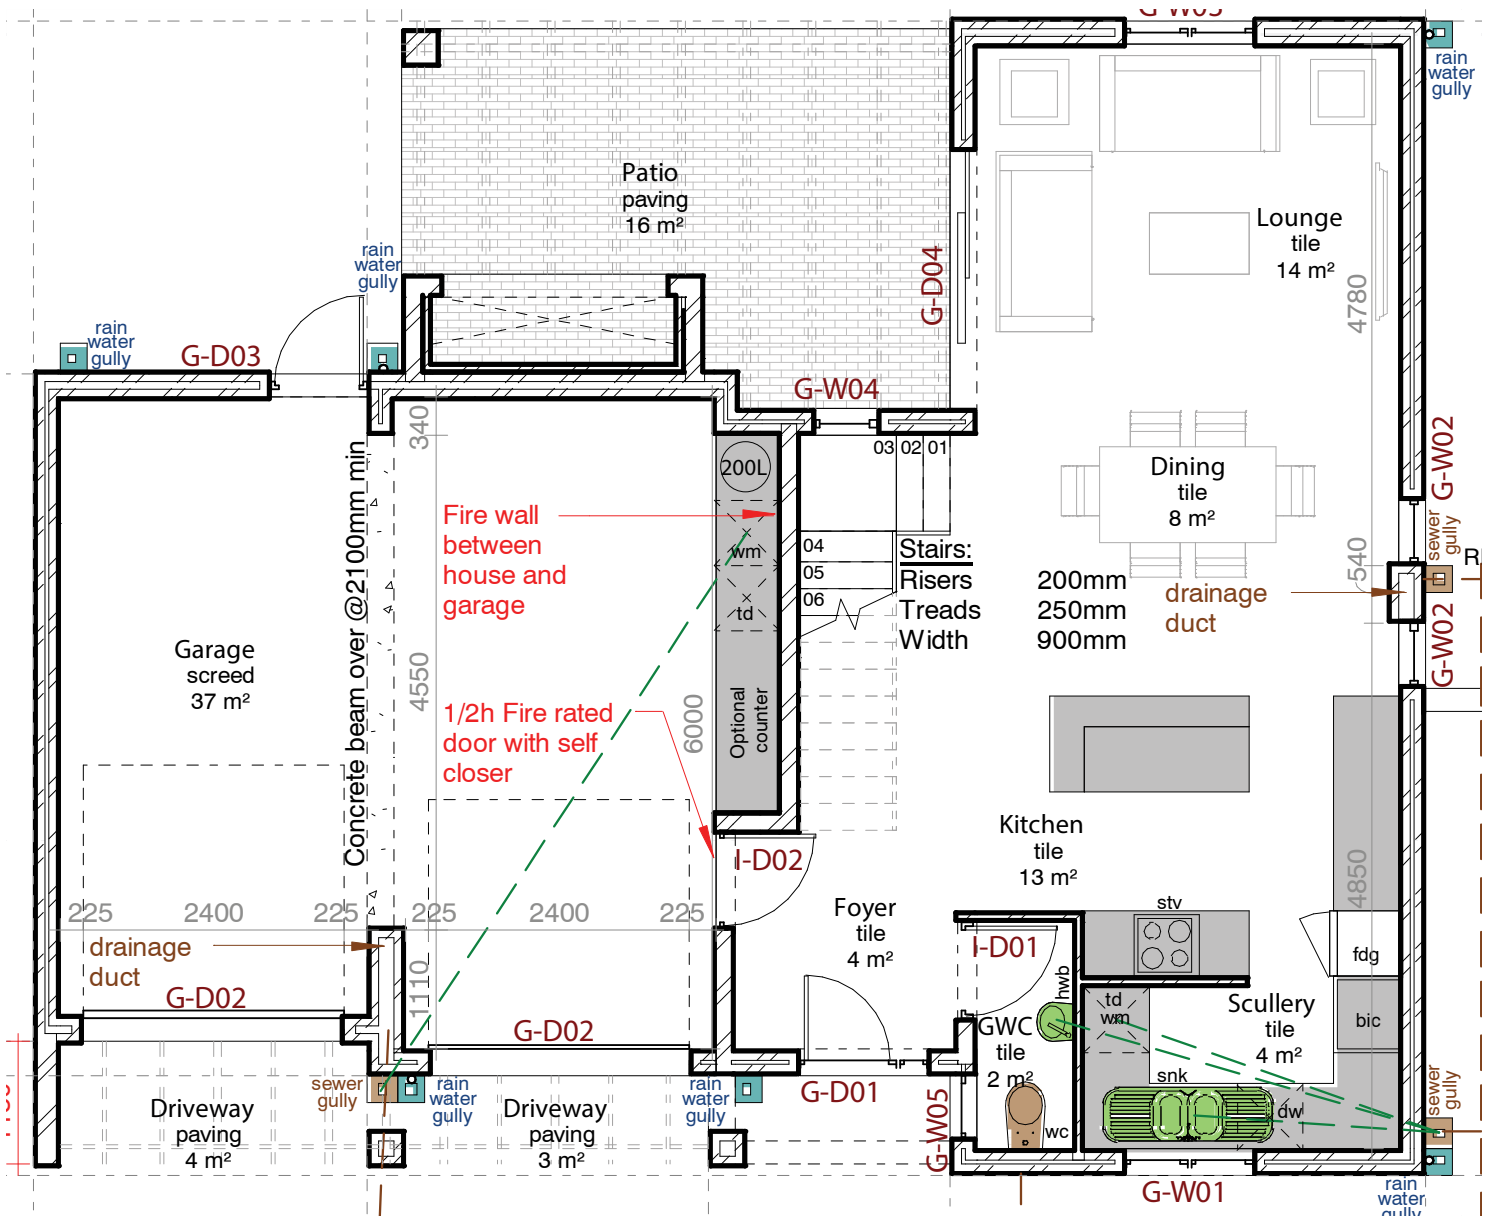 G-W03
rain
water
gully
Patio
paving
16 m²
Lounge
tile
14 m²
rain
water
gully
G-D04
4780
rain
water
gully
G-D03
G-W04
340
03 02 01
G-W02
200L
Dining
tile
8 m²
Concrete beam over @2100mm min
Fire wall
between
house and
garage
wm
td
04
05
06
Stairs:
Risers 200mm
Treads 250mm
Width 900mm
540
sewer
gully
R
drainage
duct
G-W02
Garage
screed
37 m²
4550
1/2h Fire rated
door with self
closer
6000
Optional
counter
Kitchen
tile
13 m²
I-D02
4850
225 2400 225 225 2400 225
Foyer
tile
4 m²
stv
drainage
duct
I-D01
fdg
1110
hwb
G-D02
G-D02
GWC
tile
2 m²
td
wm
Scullery
tile
4 m²
bic
sewer
gully
rain
water
gully
rain
water
gully
G-D01
snk
dw
sewer
gully
Driveway
paving
4 m²
Driveway
paving
3 m²
G-W05
wc
G-W01
rain
water
gully